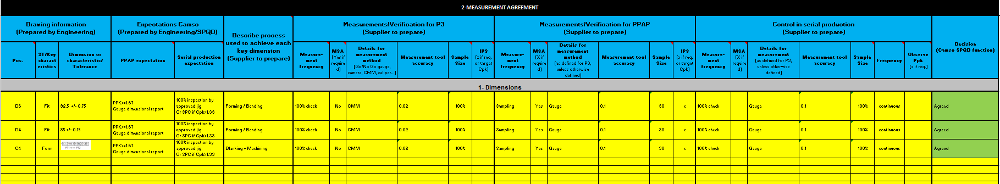 2-MEASUREMENT AGREEMENT
Drawing information
(Prepared by Engineering)
Expectations Camso
(Prepared by Engineering/SPQD)
Describe process
used to achieve each
key dimension
(Supplier to prepare)
Measurements/Verification for P3
(Supplier to prepare)
Measurements/Verification for PPAP
(Supplier to prepare)
Control in serial production
(Supplier to prepare)
Decision
(Camso SPQD function)
Pos.
ST/Key
charact
eristics
Dimension or
characteristic/
Tolerance
PPAP expectation
Serial production
expectation
Measure-
ment
frequency
MSA
[Yes if
require
d]
Details for
measurement
method
[Go/No Go gauge,
camera, CMM, caliper...]
Measurement tool
accuracy
Sample
Size
IPS
[x if req.
or target
Cpk]
Measure-
ment
frequency
MSA
[X if
require
d]
Details for
measurement
method
[as defined for P3,
unless otherwise
defined]
Measurement tool
accuracy
Sample
Size
IPS
[x if req.
or target
Cpk]
Measure-
ment
frequency
MSA
[X if
require
d]
Details for
measurement
method
[as defined for P3,
unless otherwise
defined]
Measurement tool
accuracy
Sample
Size
Frequency
Observe
Ppk
[x if req.]
1- Dimensions
D6
Fit
92.5 +/- 0.75
PPK>=1.67
Gauge dimensional report
100% inspection by
approved jig
Or SPC if Cpk>1.33
Forming / Bending
100% check
No
CMM
0.02
100%
Sampling
Yes
Gauge
0.1
30
x
100% check
Gauge
0.1
100%
continuous
Agreed
D4
Fit
85 +/- 0.15
PPK>=1.67
Gauge dimensional report
100% inspection by
approved jig
Or SPC if Cpk>1.33
Forming / Bending
100% check
No
CMM
0.02
100%
Sampling
Yes
Gauge
0.1
30
x
100% check
Gauge
0.1
100%
continuous
Agreed
C4
Form
PPK>=1.67
Gauge dimensional report
100% inspection by
approved jig
Or SPC if Cpk>1.33
Blanking + Machining
100% check
No
CMM
0.02
100%
Sampling
Yes
Gauge
0.1
30
x
100% check
Gauge
0.1
100%
continuous
Agreed